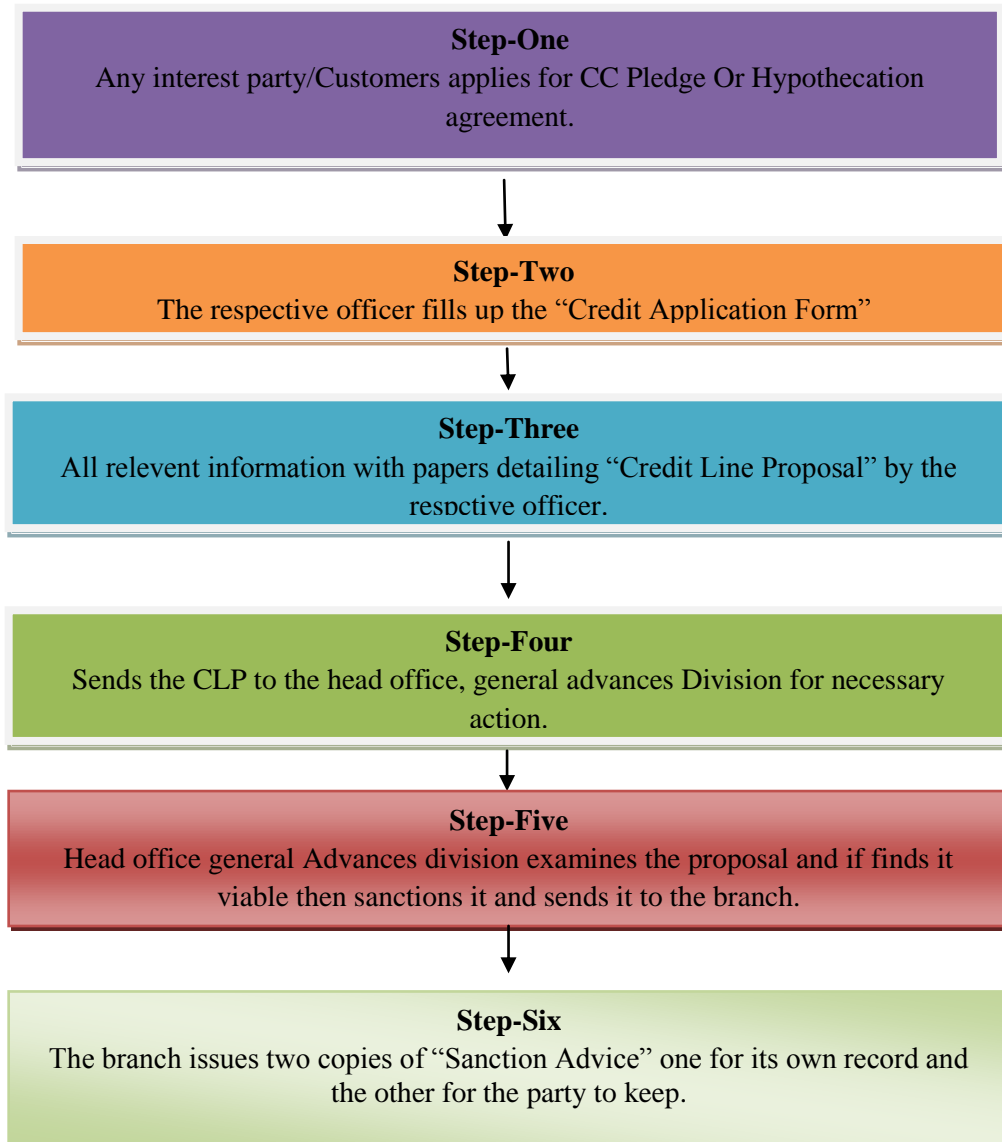 Step-One
Any interest party/Customers applies for CC Pledge Or Hypothecation
agreement.
Step-Two
The respective officer fills up the “Credit Application Form”
Step-Three
All relevent information with papers detailing “Credit Line Proposal” by the
respctive officer.
Step-Four
Sends the CLP to the head office, general advances Division for necessary
action.
Step-Five
Head office general Advances division examines the proposal and if finds it
viable then sanctions it and sends it to the branch.
Step-Six
The branch issues two copies of “Sanction Advice” one for its own record and
the other for the party to keep.